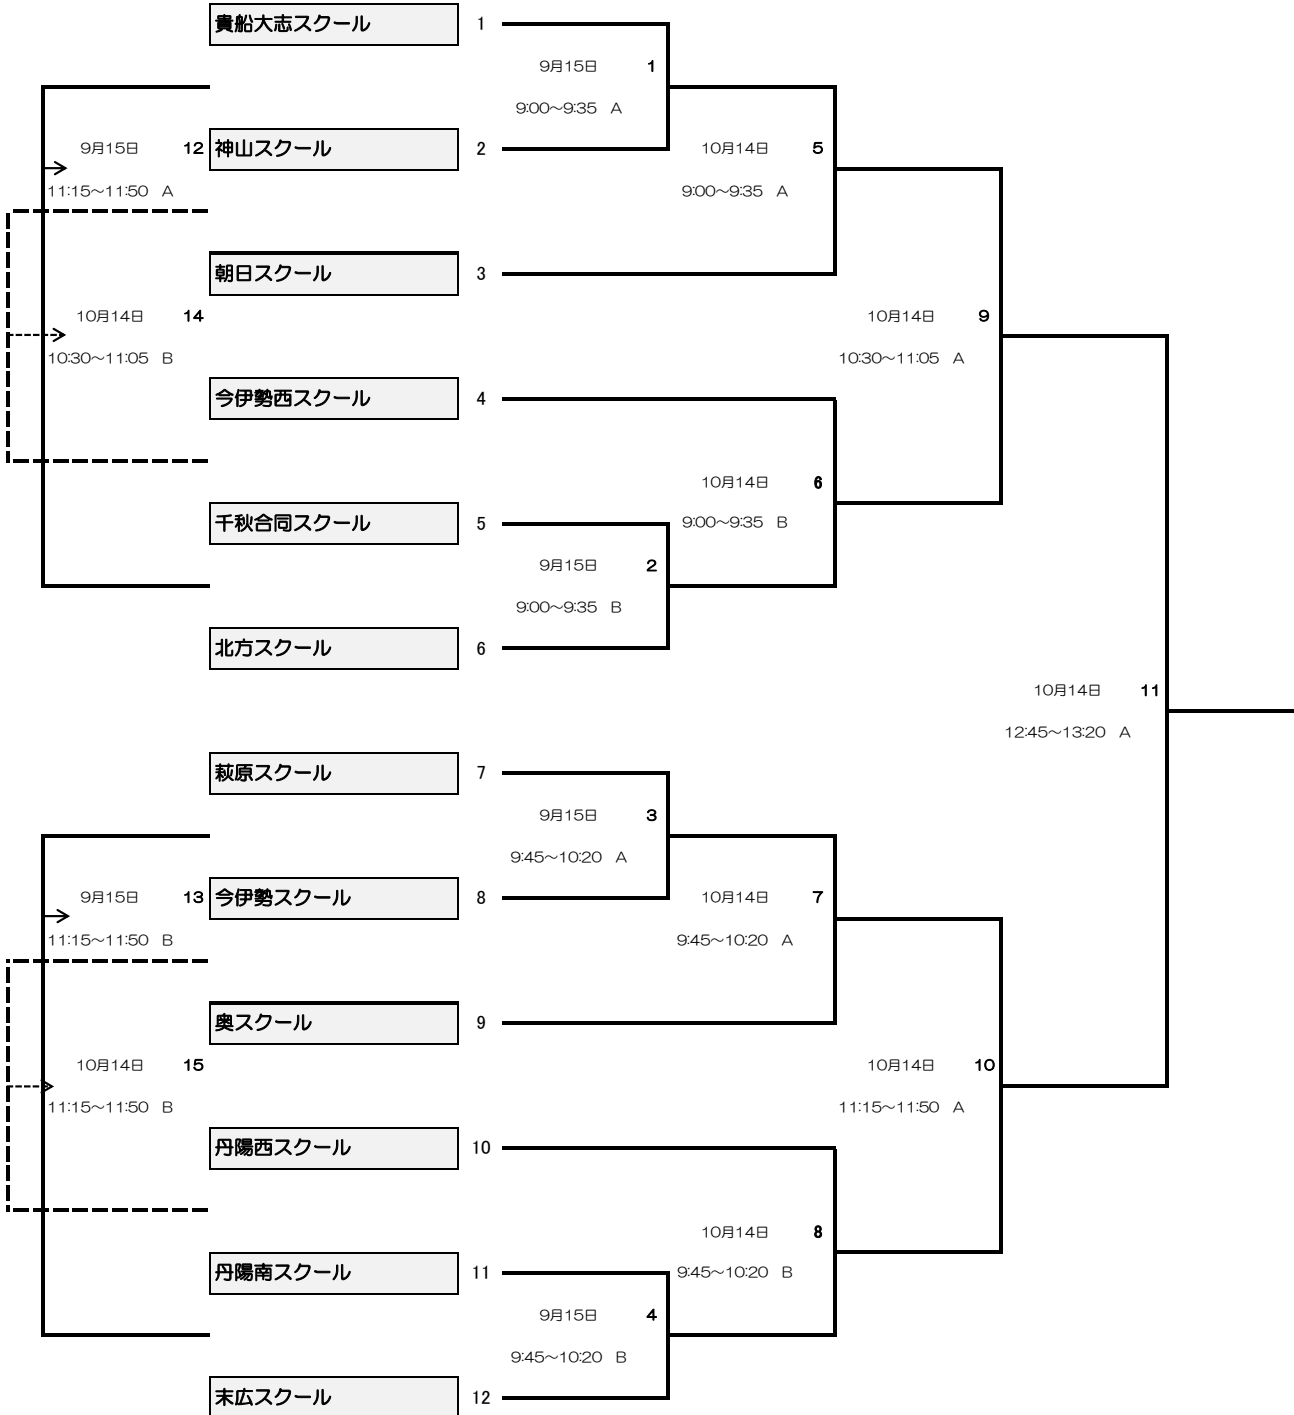 貴船大志スクール 1
9月15日 1
9:00～9:35 A
9月15日 12 神山スクール 2 10月14日 5
11:15～11:50 A 9:00～9:35 A
朝日スクール 3
10月14日 14 10月14日 9
10:30～11:05 B 10:30～11:05 A
今伊勢西スクール 4
10月14日 6
千秋合同スクール 5 9:00～9:35 B
9月15日 2
9:00～9:35 B
北方スクール 6
10月14日 11
12:45～13:20 A
萩原スクール 7
9月15日 3
9:45～10:20 A
9月15日 13 今伊勢スクール 8 10月14日 7
11:15～11:50 B 9:45～10:20 A
奥スクール 9
10月14日 15 10月14日 10
11:15～11:50 B 11:15～11:50 A
丹陽西スクール 10
10月14日 8
丹陽南スクール 11 9:45～10:20 B
9月15日 4
9:45～10:20 B
末広スクール 12